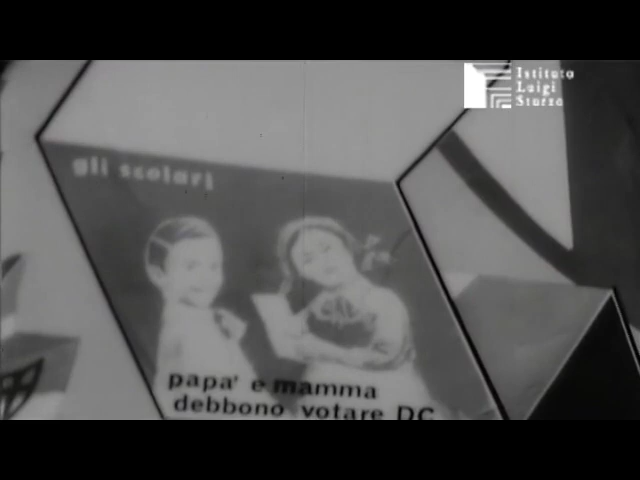 Istituto
Luigi
Sturzo
gli scolari
papa' e mamma
debbono votare DC